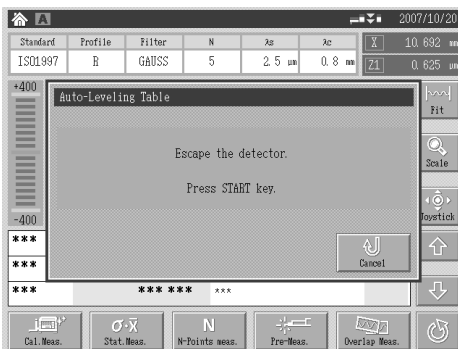 A 2007/10/20
Standard Profile Filter N λs λc X 10.692 mm
ISO1997 R GAUSS 5 2.5 μm 0.8 mm Z1 0.625 μm
+400
Auto-Leveling Table
Fit
Escape the detector.
Scale
Press START key.
Joystick
-400
***
***
Cancel
*** *** *** ***
Cal.Meas. Stat.Meas. N-Points meas. Pre-Meas. Overlap Meas.
σ·x̄ N